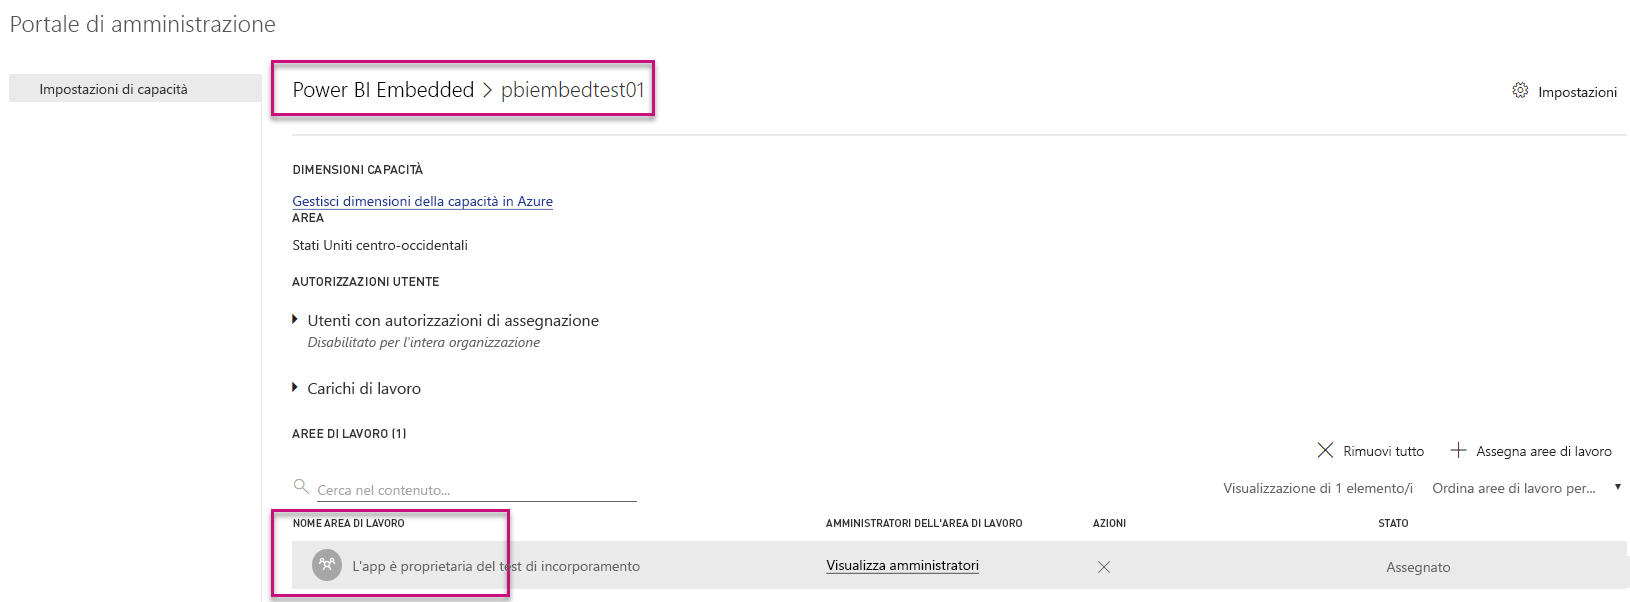 Portale di amministrazione
Impostazioni di capacità
Power BI Embedded > pbiembedtest01
Impostazioni
DIMENSIONI CAPACITÀ
Gestisci dimensioni della capacità in Azure
AREA
Stati Uniti centro-occidentali
AUTORIZZAZIONI UTENTE
Utenti con autorizzazioni di assegnazione
Disabilitato per l'intera organizzazione
Carichi di lavoro
AREE DI LAVORO (1)
Rimuovi tutto
Assegna aree di lavoro
Cerca nel contenuto...
Visualizzazione di 1 elemento/i
Ordina aree di lavoro per...
NOME AREA DI LAVORO
AMMINISTRATORI DELL'AREA DI LAVORO
AZIONI
STATO
L'app è proprietaria del test di incorporamento
Visualizza amministratori
Assegnato